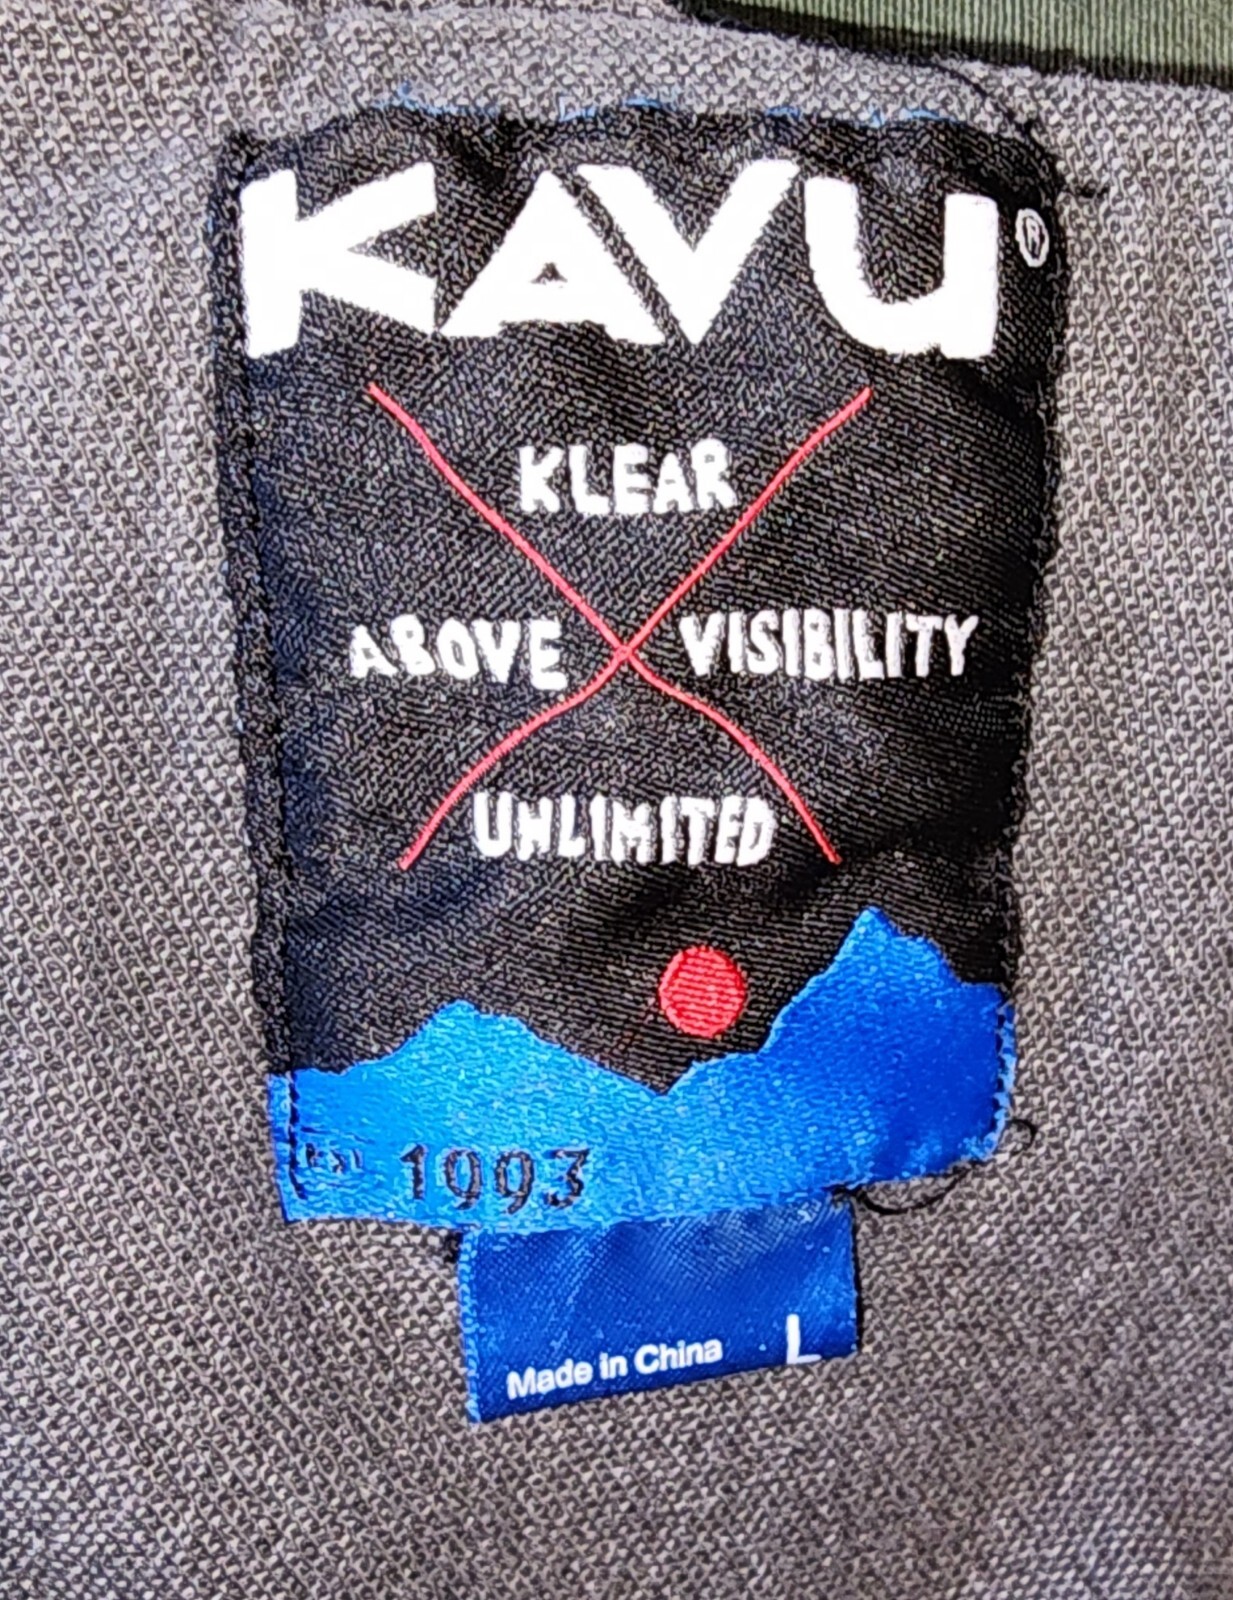 KAVU®
KLEAR
ABOVE VISIBILITY
UNLIMITED
1993
Made in China L